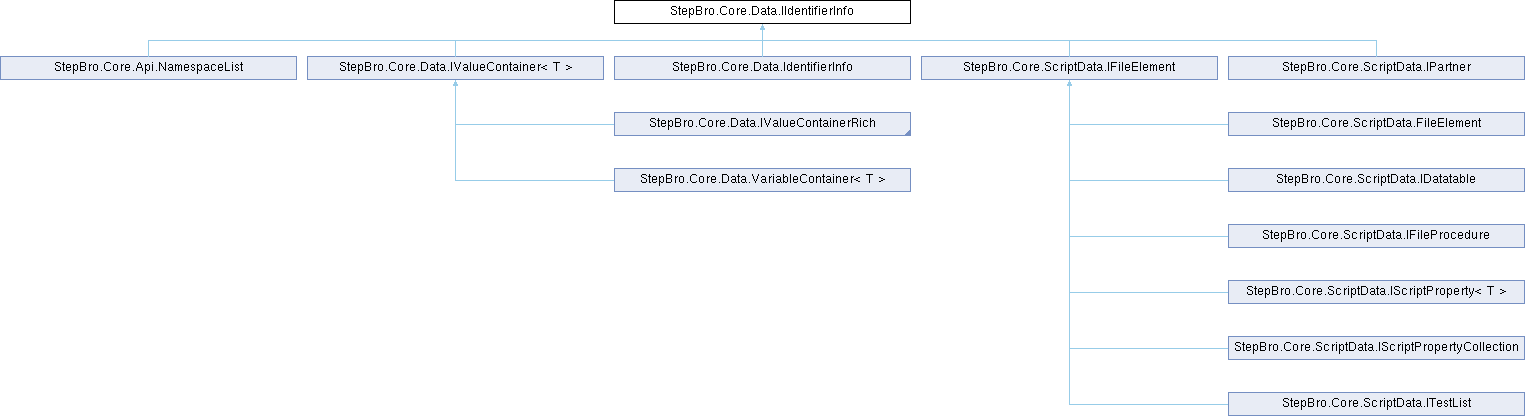 StepBro.Core.Data.IIdentifierInfo
StepBro.Core.Api.NamespaceList
StepBro.Core.Data.IValueContainer< T >
StepBro.Core.Data.IdentifierInfo
StepBro.Core.ScriptData.IFileElement
StepBro.Core.ScriptData.IPartner
StepBro.Core.Data.IValueContainerRich
StepBro.Core.ScriptData.FileElement
StepBro.Core.Data.VariableContainer< T >
StepBro.Core.ScriptData.IDatatable
StepBro.Core.ScriptData.IFileProcedure
StepBro.Core.ScriptData.IScriptProperty< T >
StepBro.Core.ScriptData.IScriptPropertyCollection
StepBro.Core.ScriptData.ITestList